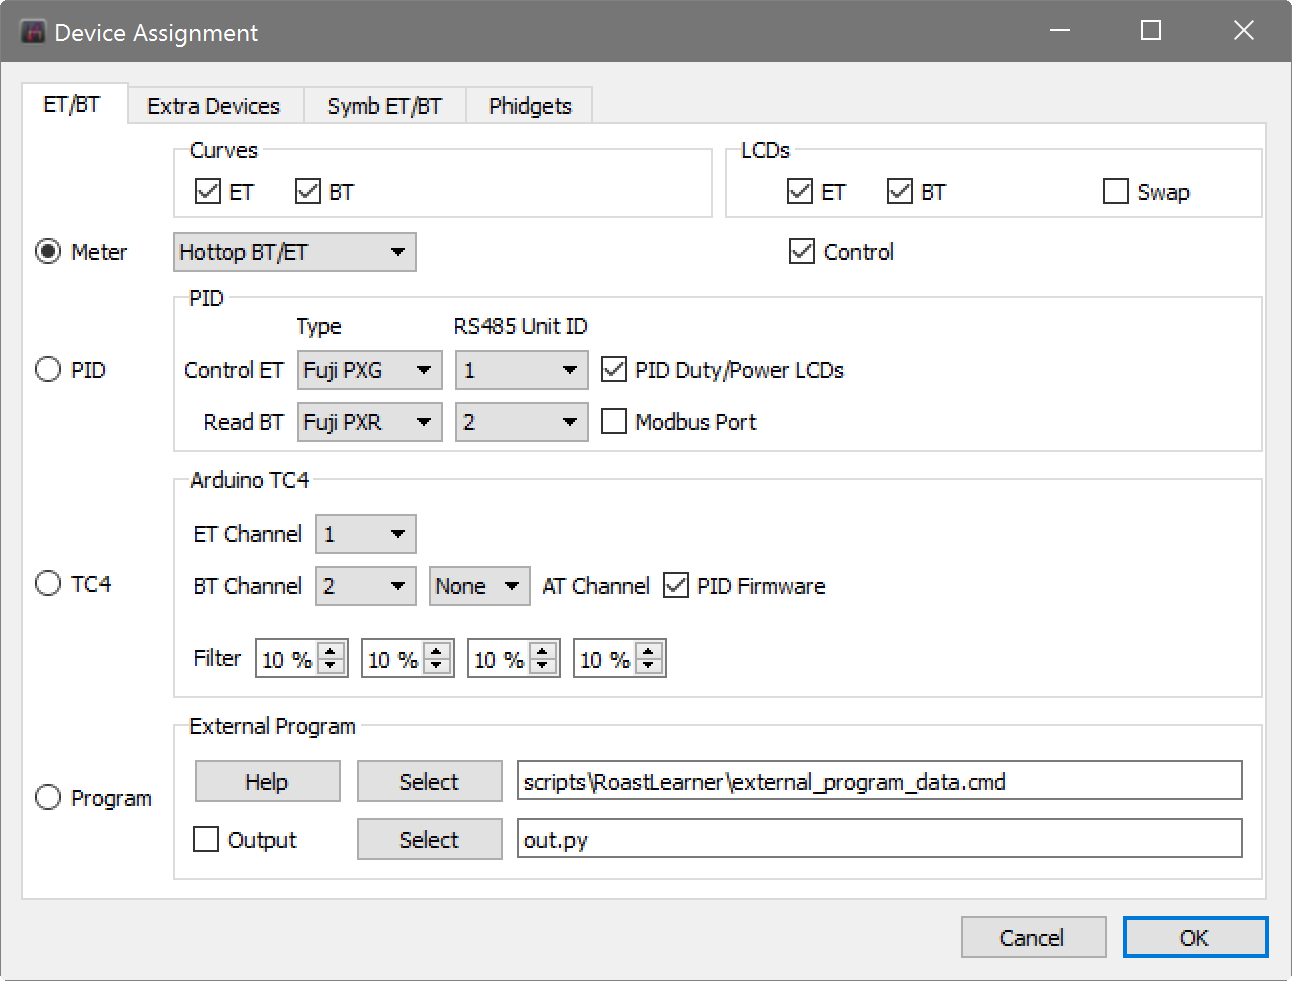 Device Assignment
ET/BT Extra Devices Symb ET/BT Phidgets
Curves LCDs
ET BT ET BT Swap
Meter Hottop BT/ET Control
PID
Type RS485 Unit ID
PID Control ET Fuji PXG 1 PID Duty/Power LCDs
Read BT Fuji PXR 2 Modbus Port
Arduino TC4
ET Channel 1
TC4 BT Channel 2 None AT Channel PID Firmware
Filter 10 % 10 % 10 % 10 %
External Program
Help Select scripts\RoastLearner\external_program_data.cmd
Program
Output Select out.py
Cancel OK